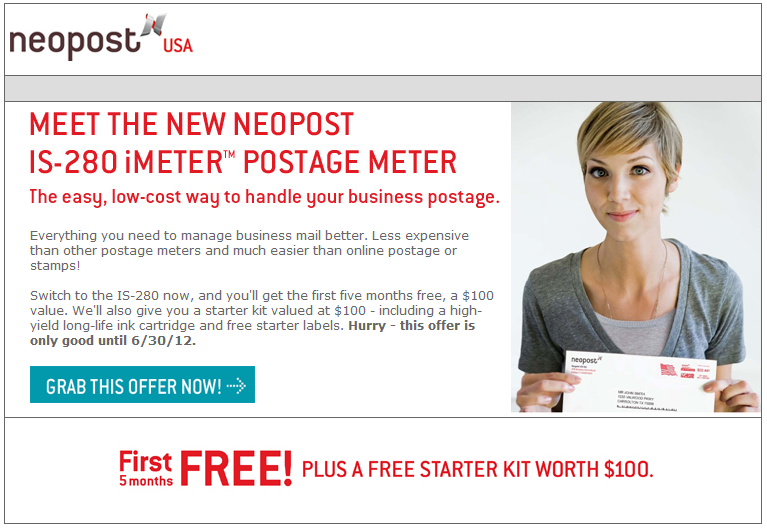 neopost USA
MEET THE NEW NEOPOST
IS-280 iMETER™ POSTAGE METER
The easy, low-cost way to handle your business postage.
Everything you need to manage business mail better. Less expensive
than other postage meters and much easier than online postage or
stamps!
Switch to the IS-280 now, and you'll get the first five months free, a $100
value. We'll also give you a starter kit valued at $100 - including a high-
yield long-life ink cartridge and free starter labels. Hurry - this offer is
only good until 6/30/12.
GRAB THIS OFFER NOW!
neopost
MR JOHN SMITH
First
5 months
FREE! PLUS A FREE STARTER KIT WORTH $100.